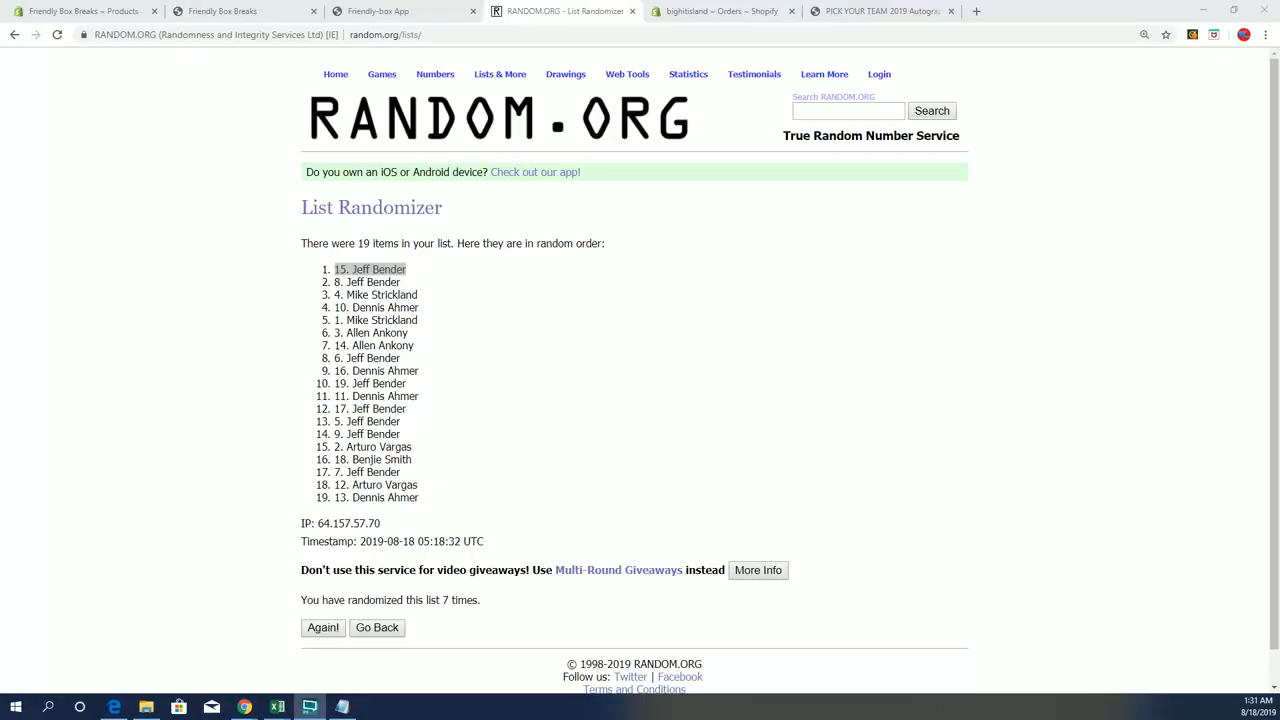 Friendly Box Breaks ~ Products
Friendly Box Breaks
Friendly-box App
RANDOM.ORG - List Randomizer
bighitisland ~ Orders ~ Shopify
PICK YOUR TEAM 2019 Autogra
RANDOM.ORG (Randomness and Integrity Services Ltd) [IE] | random.org/lists/
Home Games Numbers Lists & More Drawings Web Tools Statistics Testimonials Learn More Login
RANDOM.ORG
Search RANDOM.ORG
Search
True Random Number Service
Do you own an iOS or Android device? Check out our app!
List Randomizer
There were 19 items in your list. Here they are in random order:
1. 15. Jeff Bender
2. 8. Jeff Bender
3. 4. Mike Strickland
4. 10. Dennis Ahmer
5. 1. Mike Strickland
6. 3. Allen Ankony
7. 14. Allen Ankony
8. 6. Jeff Bender
9. 16. Dennis Ahmer
10. 19. Jeff Bender
11. 11. Dennis Ahmer
12. 17. Jeff Bender
13. 5. Jeff Bender
14. 9. Jeff Bender
15. 2. Arturo Vargas
16. 18. Benjie Smith
17. 7. Jeff Bender
18. 12. Arturo Vargas
19. 13. Dennis Ahmer
IP: 64.157.57.70
Timestamp: 2019-08-18 05:18:32 UTC
Don't use this service for video giveaways! Use Multi-Round Giveaways instead More Info
You have randomized this list 7 times.
Again! Go Back
© 1998-2019 RANDOM.ORG
Follow us: Twitter | Facebook
Terms and Conditions
1:31 AM
8/18/2019